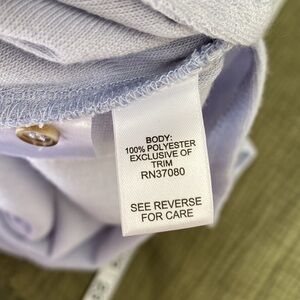 BODY:
100% POLYESTER
EXCLUSIVE OF
TRIM
RN37080
SEE REVERSE
FOR CARE